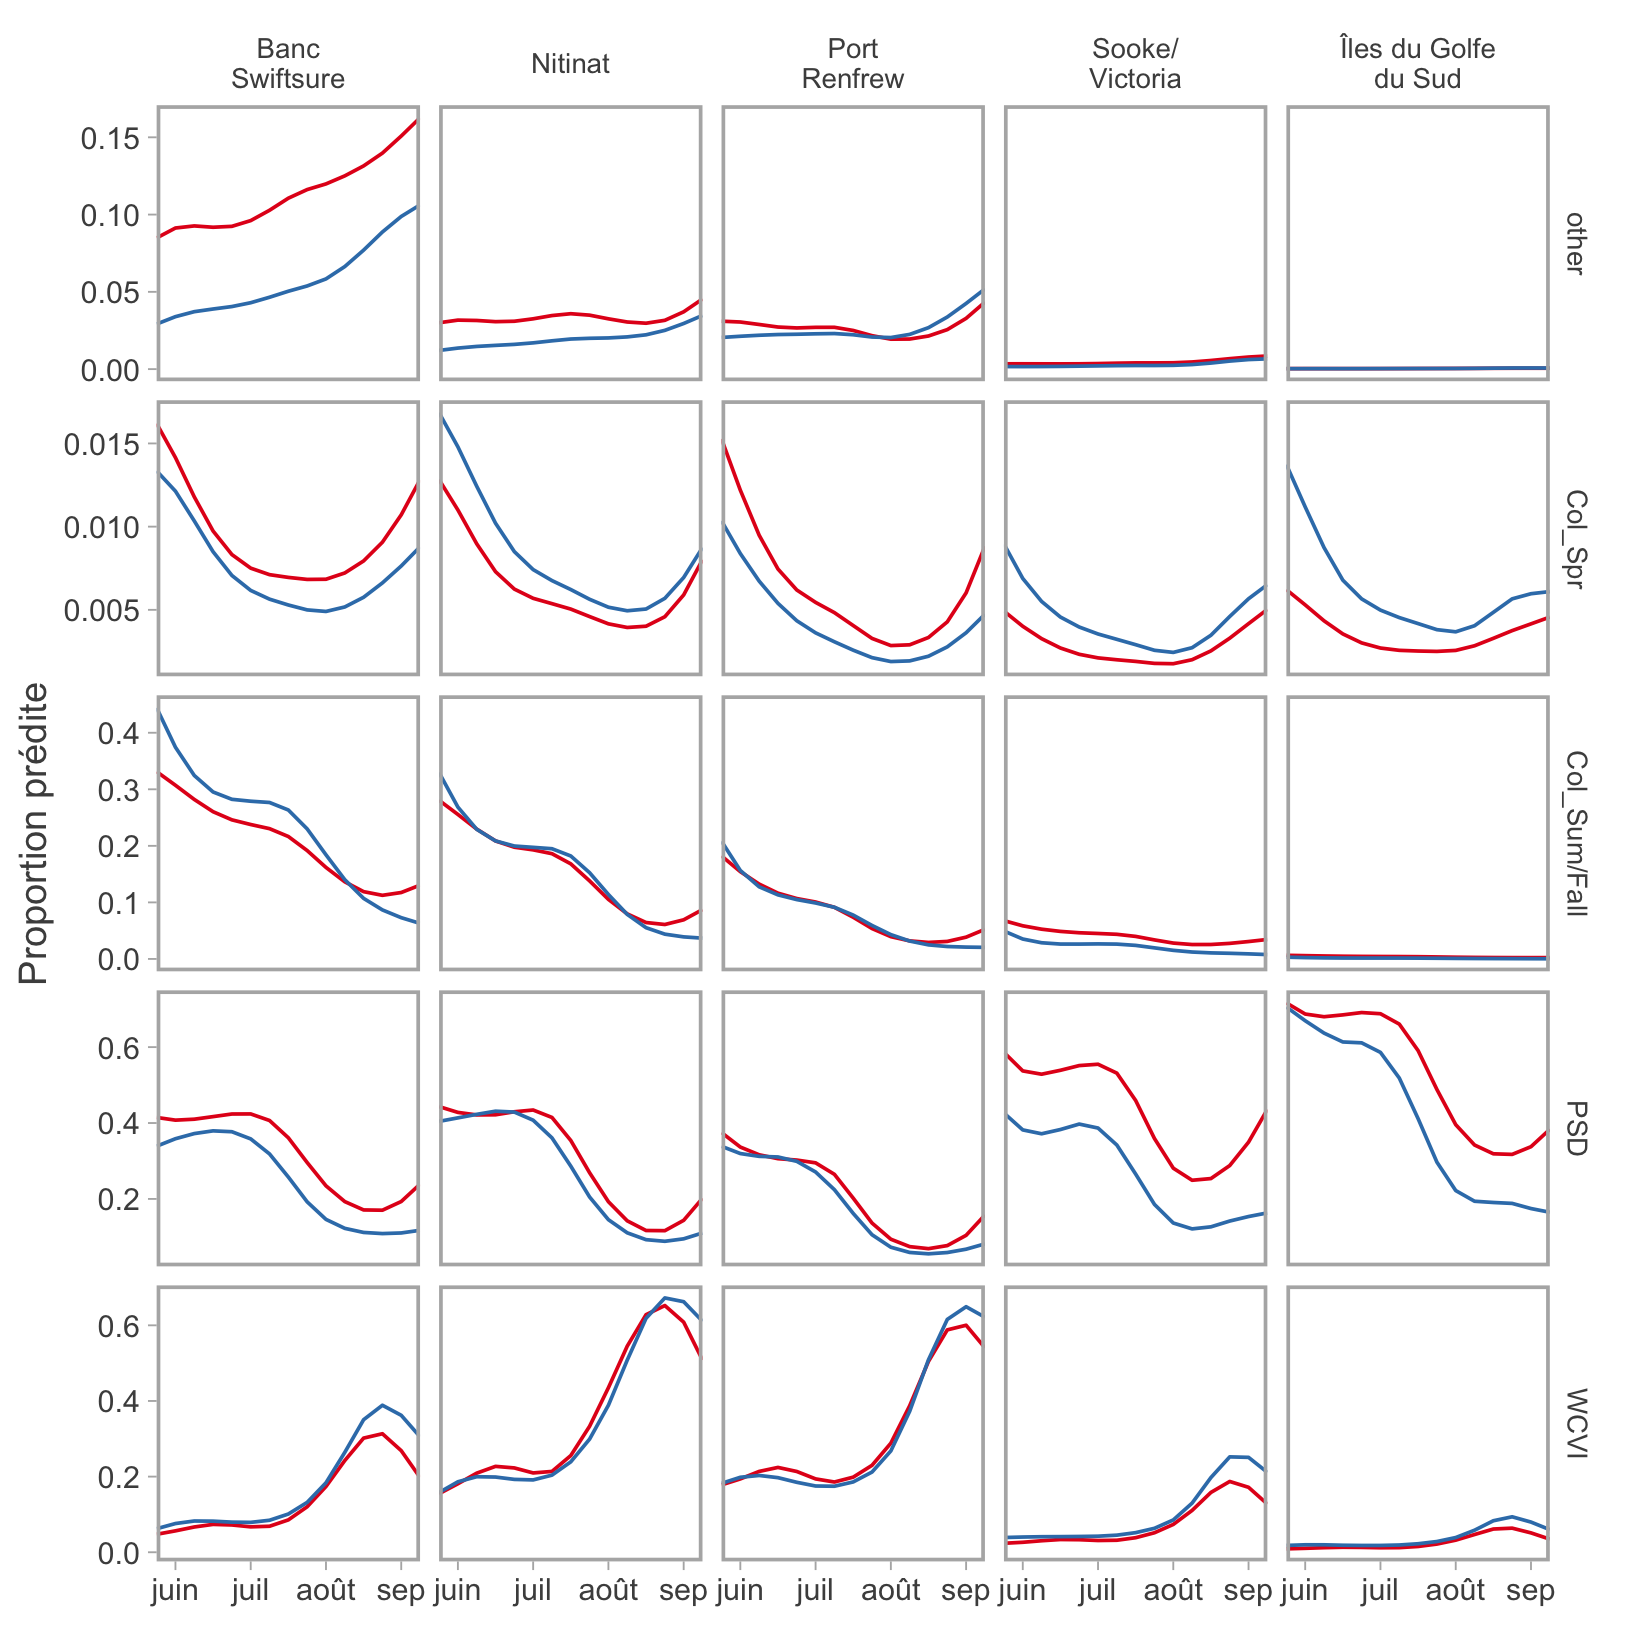 Banc
Swiftsure
Nitinat
Port
Renfrew
Sooke/
Victoria
Îles du Golfe
du Sud
0.15
0.10
0.05
0.00
other
0.015
0.010
0.005
Col_Spr
0.4
0.3
0.2
0.1
0.0
Col_Sum/Fall
Proportion prédite
0.6
0.4
0.2
PSD
0.6
0.4
0.2
0.0
WCVI
juin juil août sep
juin juil août sep
juin juil août sep
juin juil août sep
juin juil août sep